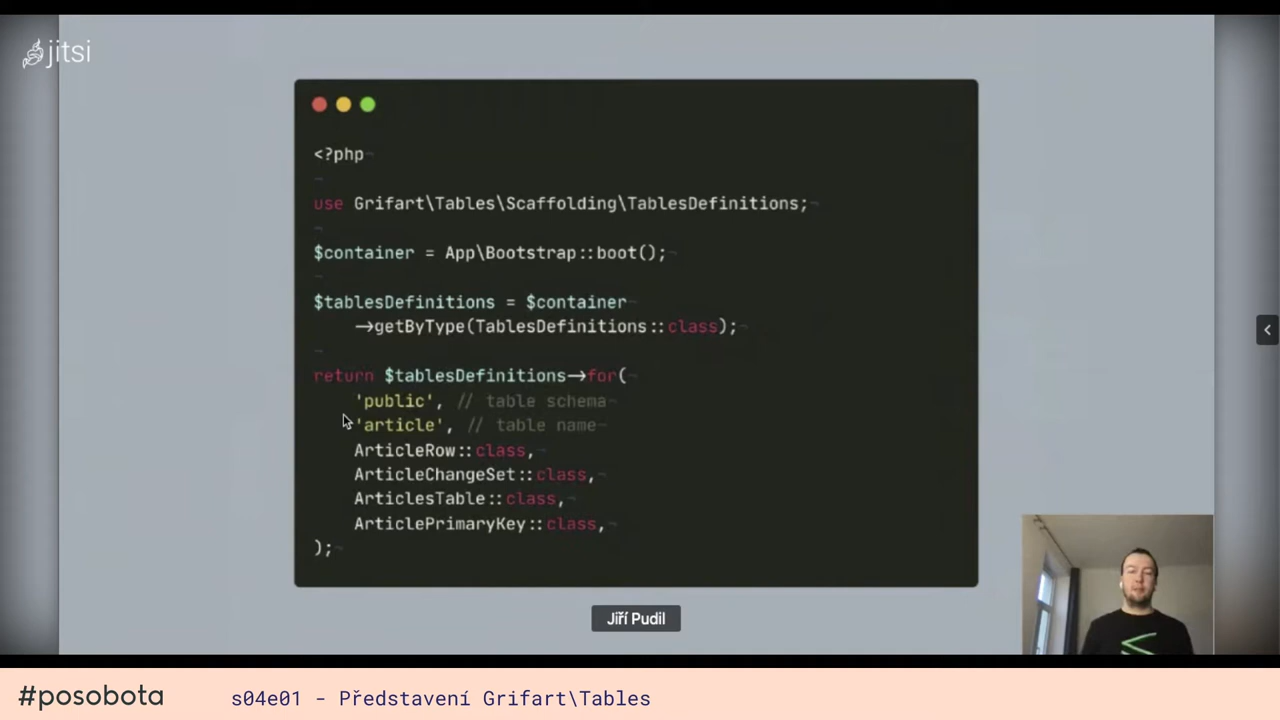 jitsi
<?php
use Grifart\Tables\Scaffolding\TablesDefinitions;
$container = App\Bootstrap::boot();
$tablesDefinitions = $container
→getByType(TablesDefinitions::class);
return $tablesDefinitions→for(
'public', // table schema
'article', // table name
ArticleRow::class,
ArticleChangeSet::class,
ArticlesTable::class,
ArticlePrimaryKey::class,
);
Jiří Pudil
#posobota
s04e01 - Představení Grifart\Tables